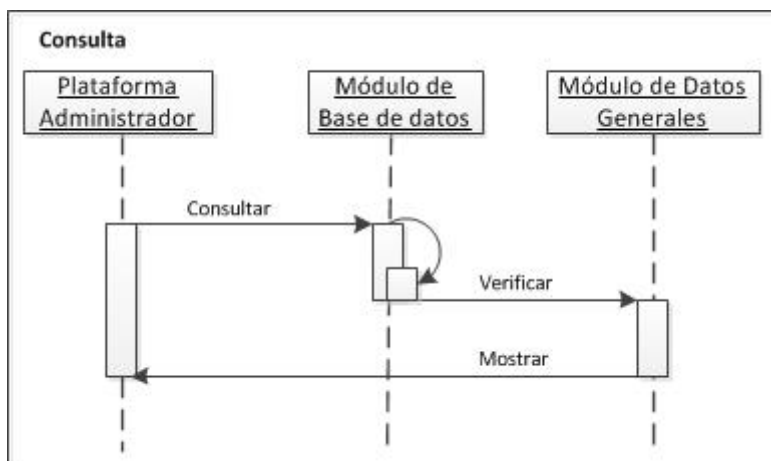 Consulta
Plataforma
Administrador
Módulo de
Base de datos
Módulo de Datos
Generales
Consultar
Verificar
Mostrar